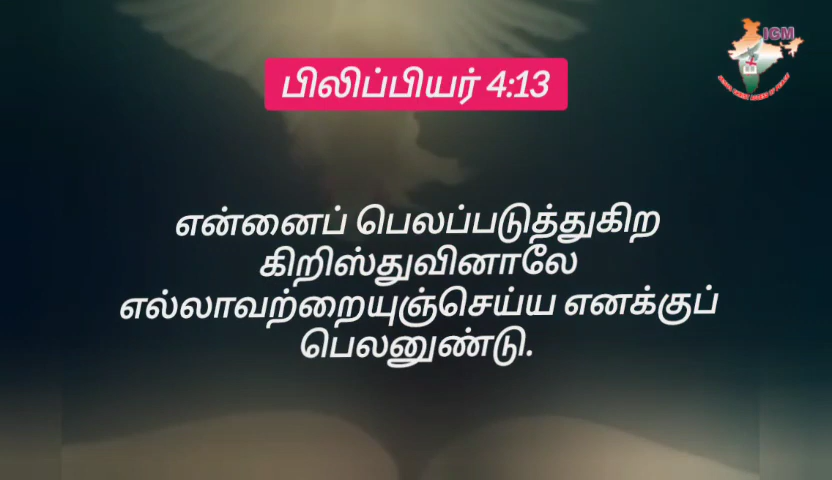 IGM
பிலிப்பியர் 4:13
என்னைப் பெலப்படுத்துகிற
கிறிஸ்துவினாலே
எல்லாவற்றையுஞ்செய்ய எனக்குப்
பெலனுண்டு.